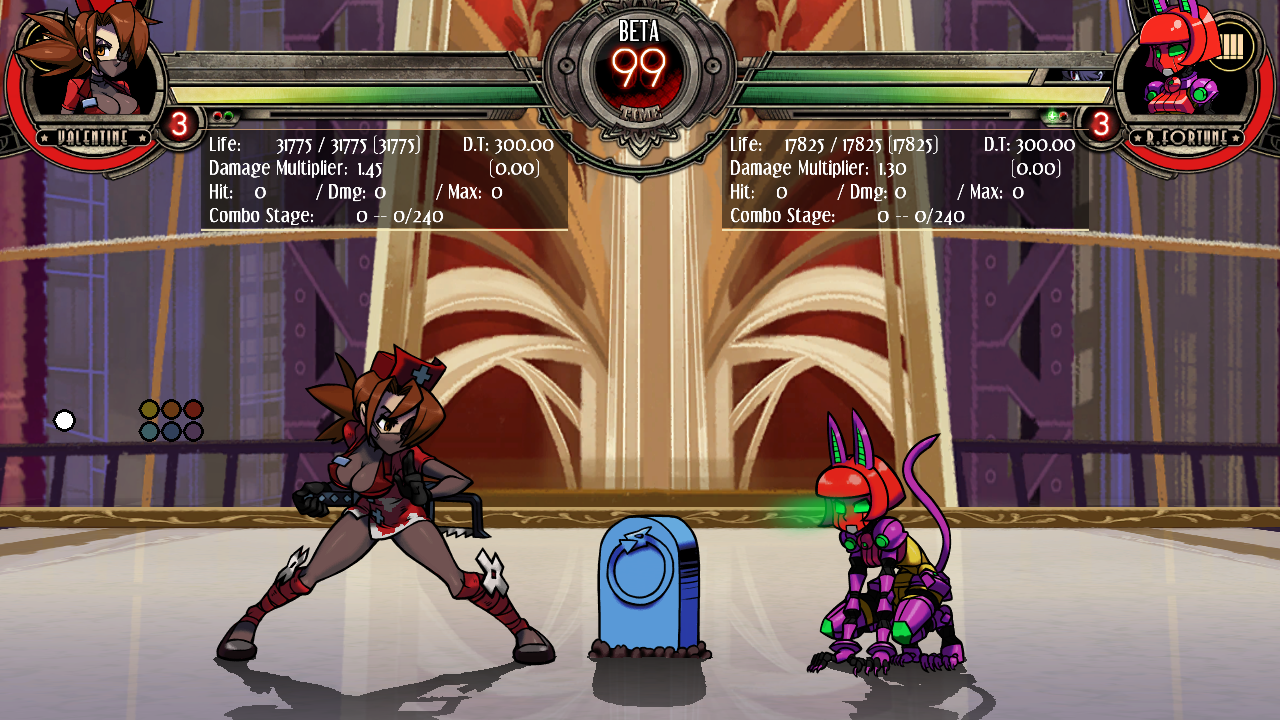 BETA
99
TIME
VALENTINE
3
R.FORTUNE
3
Life: 31775 / 31775 (31775) D.T: 300.00
Damage Multiplier: 1.45 (0.00)
Hit: 0 / Dmg: 0 / Max: 0
Combo Stage: 0 -- 0/240
Life: 17825 / 17825 (17825) D.T: 300.00
Damage Multiplier: 1.30 (0.00)
Hit: 0 / Dmg: 0 / Max: 0
Combo Stage: 0 -- 0/240